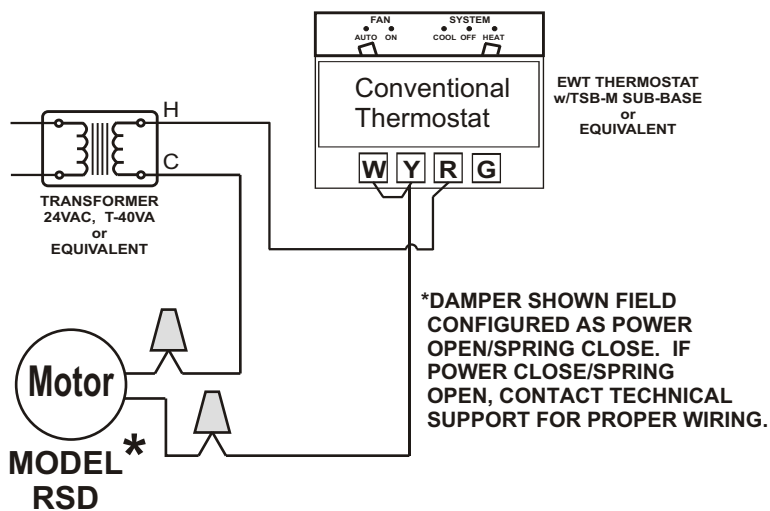 FAN SYSTEM
AUTO ON COOL OFF HEAT
Conventional
Thermostat
W Y R G
EWT THERMOSTAT
w/TSB-M SUB-BASE
or
EQUIVALENT
H
C
TRANSFORMER
24VAC, T-40VA
or
EQUIVALENT
*DAMPER SHOWN FIELD
CONFIGURED AS POWER
OPEN/SPRING CLOSE. IF
POWER CLOSE/SPRING
OPEN, CONTACT TECHNICAL
SUPPORT FOR PROPER WIRING.
Motor
MODEL*
RSD